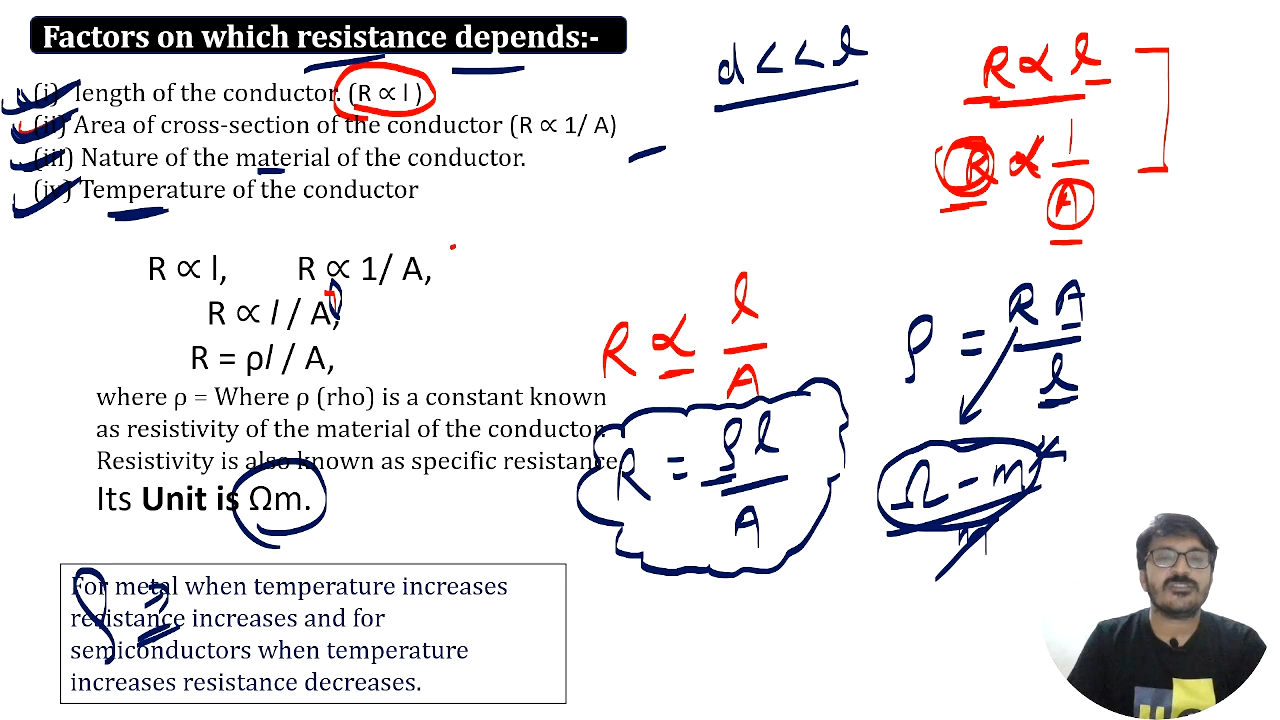 Factors on which resistance depends:-
(i) length of the conductor. (R ∝ l )
(ii) Area of cross-section of the conductor (R ∝ 1/ A)
(iii) Nature of the material of the conductor.
(iv) Temperature of the conductor
R ∝ l, R ∝ 1/ A,
R ∝ l / A,
R = ρl / A,
where ρ = Where ρ (rho) is a constant known
as resistivity of the material of the conductor.
Resistivity is also known as specific resistance.
Its Unit is Ωm.
For metal when temperature increases
resistance increases and for
semiconductors when temperature
increases resistance decreases.
d << l
R ∝ l
R ∝ 1/A
R ∝ l/A
R = ρl/A
ρ = RA/l
Ω - m²/m
ρ =